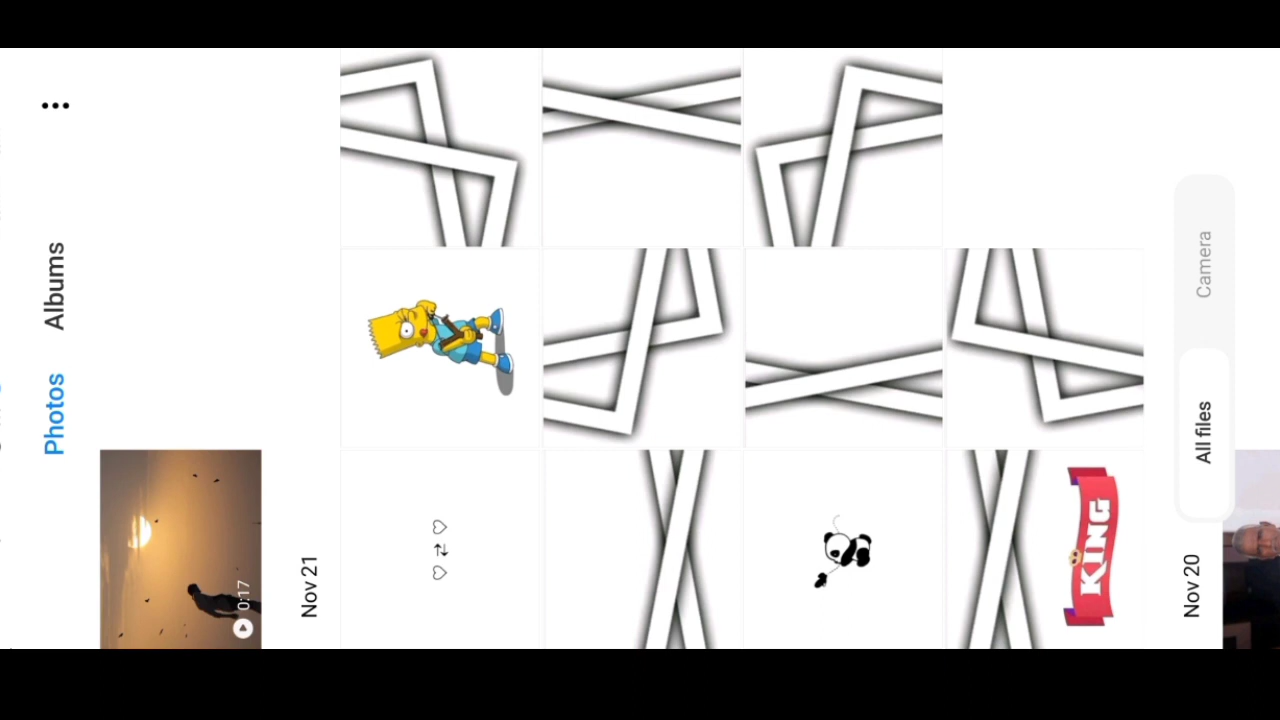 Photos
Albums
0:17
Nov 21
KING
Nov 20
All files
Camera